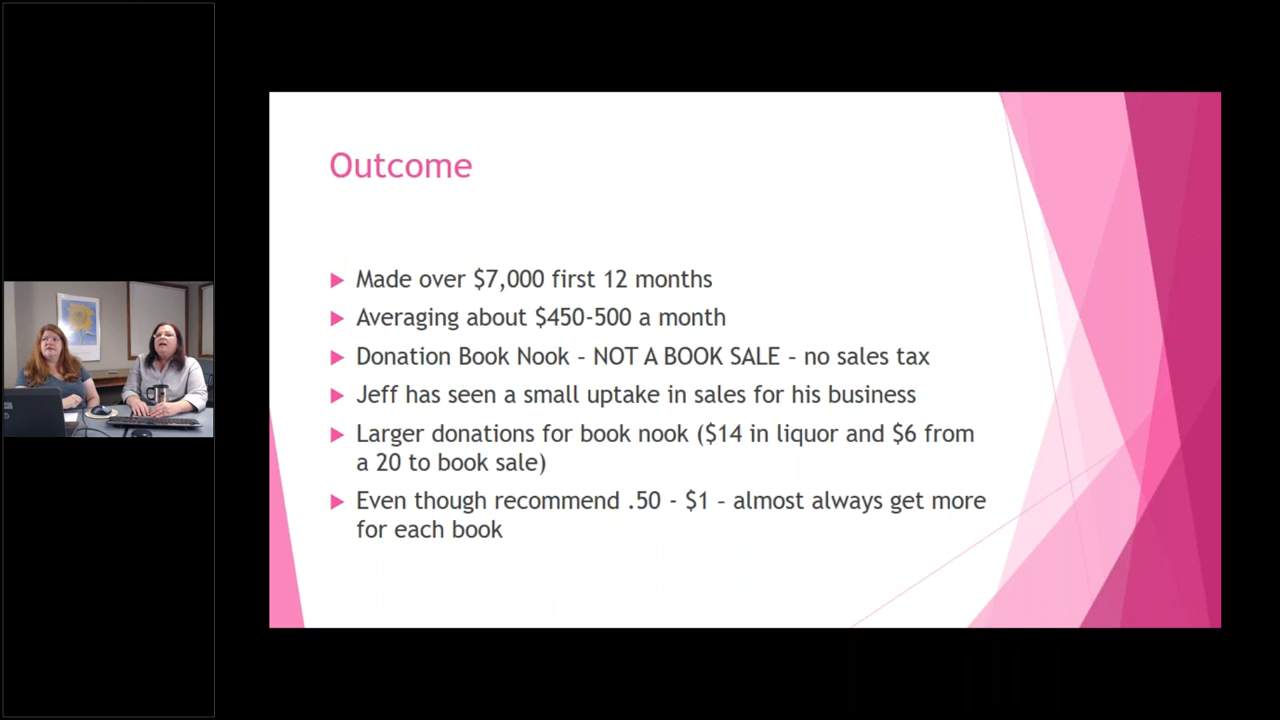 Outcome
Made over $7,000 first 12 months
Averaging about $450-500 a month
Donation Book Nook – NOT A BOOK SALE – no sales tax
Jeff has seen a small uptake in sales for his business
Larger donations for book nook ($14 in liquor and $6 from
a 20 to book sale)
Even though recommend .50 - $1 – almost always get more
for each book